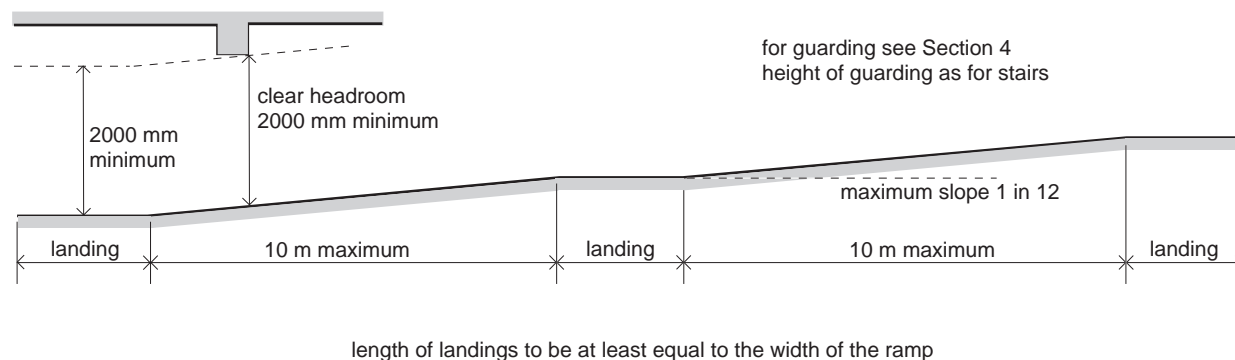 for guarding see Section 4
height of guarding as for stairs
clear headroom
2000 mm minimum
2000 mm
minimum
maximum slope 1 in 12
landing
10 m maximum
landing
10 m maximum
landing
length of landings to be at least equal to the width of the ramp